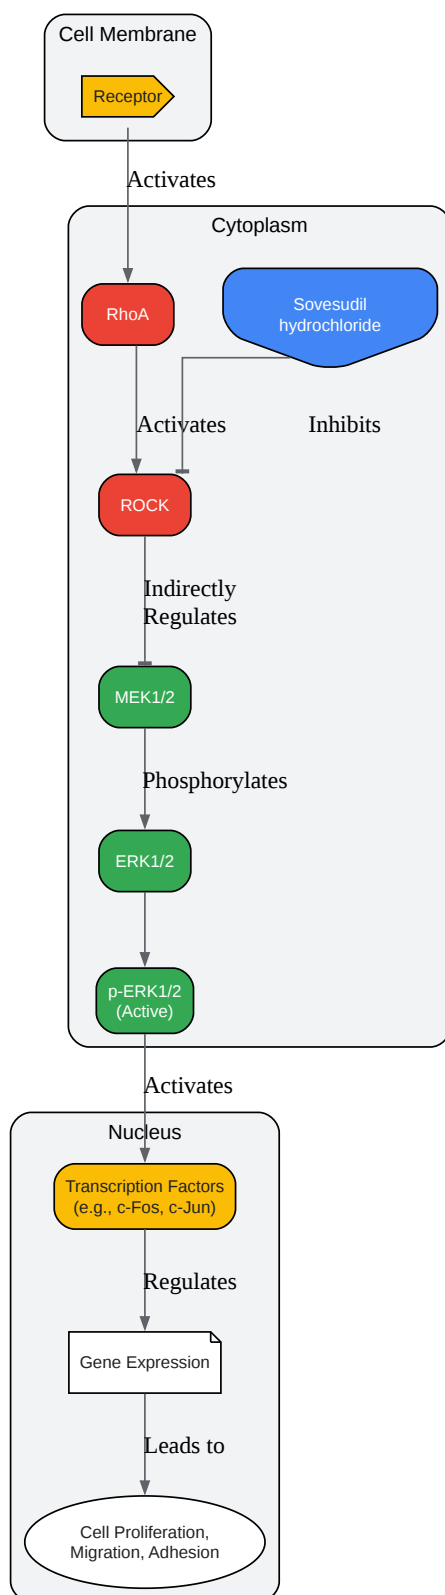 Cell Membrane
Receptor
Activates
Cytoplasm
RhoA
Sovesudil
hydrochloride
Activates
Inhibits
ROCK
Indirectly
Regulates
MEK1/2
Phosphorylates
ERK1/2
p-ERK1/2
(Active)
Activates
Nucleus
Transcription Factors
(e.g., c-Fos, c-Jun)
Regulates
Gene Expression
Leads to
Cell Proliferation,
Migration, Adhesion